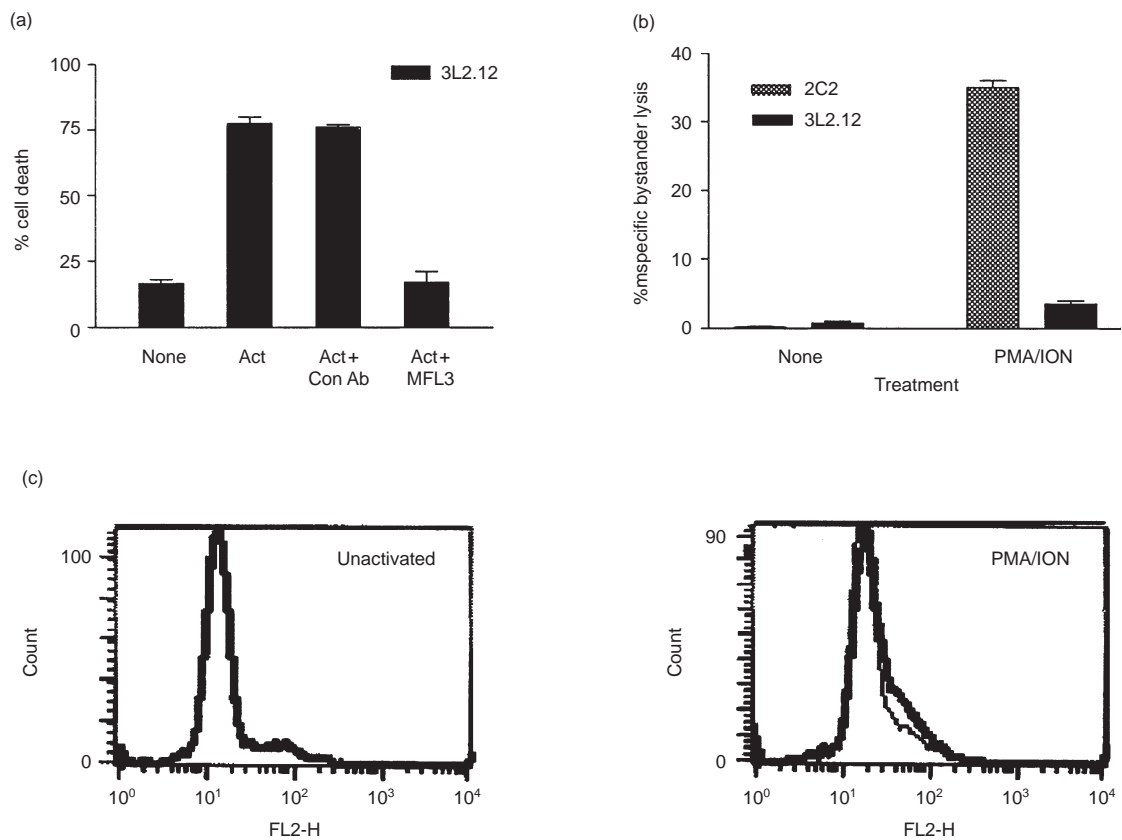 (a)
100
75
50
25
0
% cell death
3L2.12
None
Act
Act +
Con Ab
Act +
MFL3
(b)
40
30
20
10
0
%mspecific bystander lysis
2C2
3L2.12
None
PMA/ION
Treatment
(c)
100
0
Count
Unactivated
10⁰
10¹
10²
10³
10⁴
FL2-H
90
0
Count
PMA/ION
10⁰
10¹
10²
10³
10⁴
FL2-H